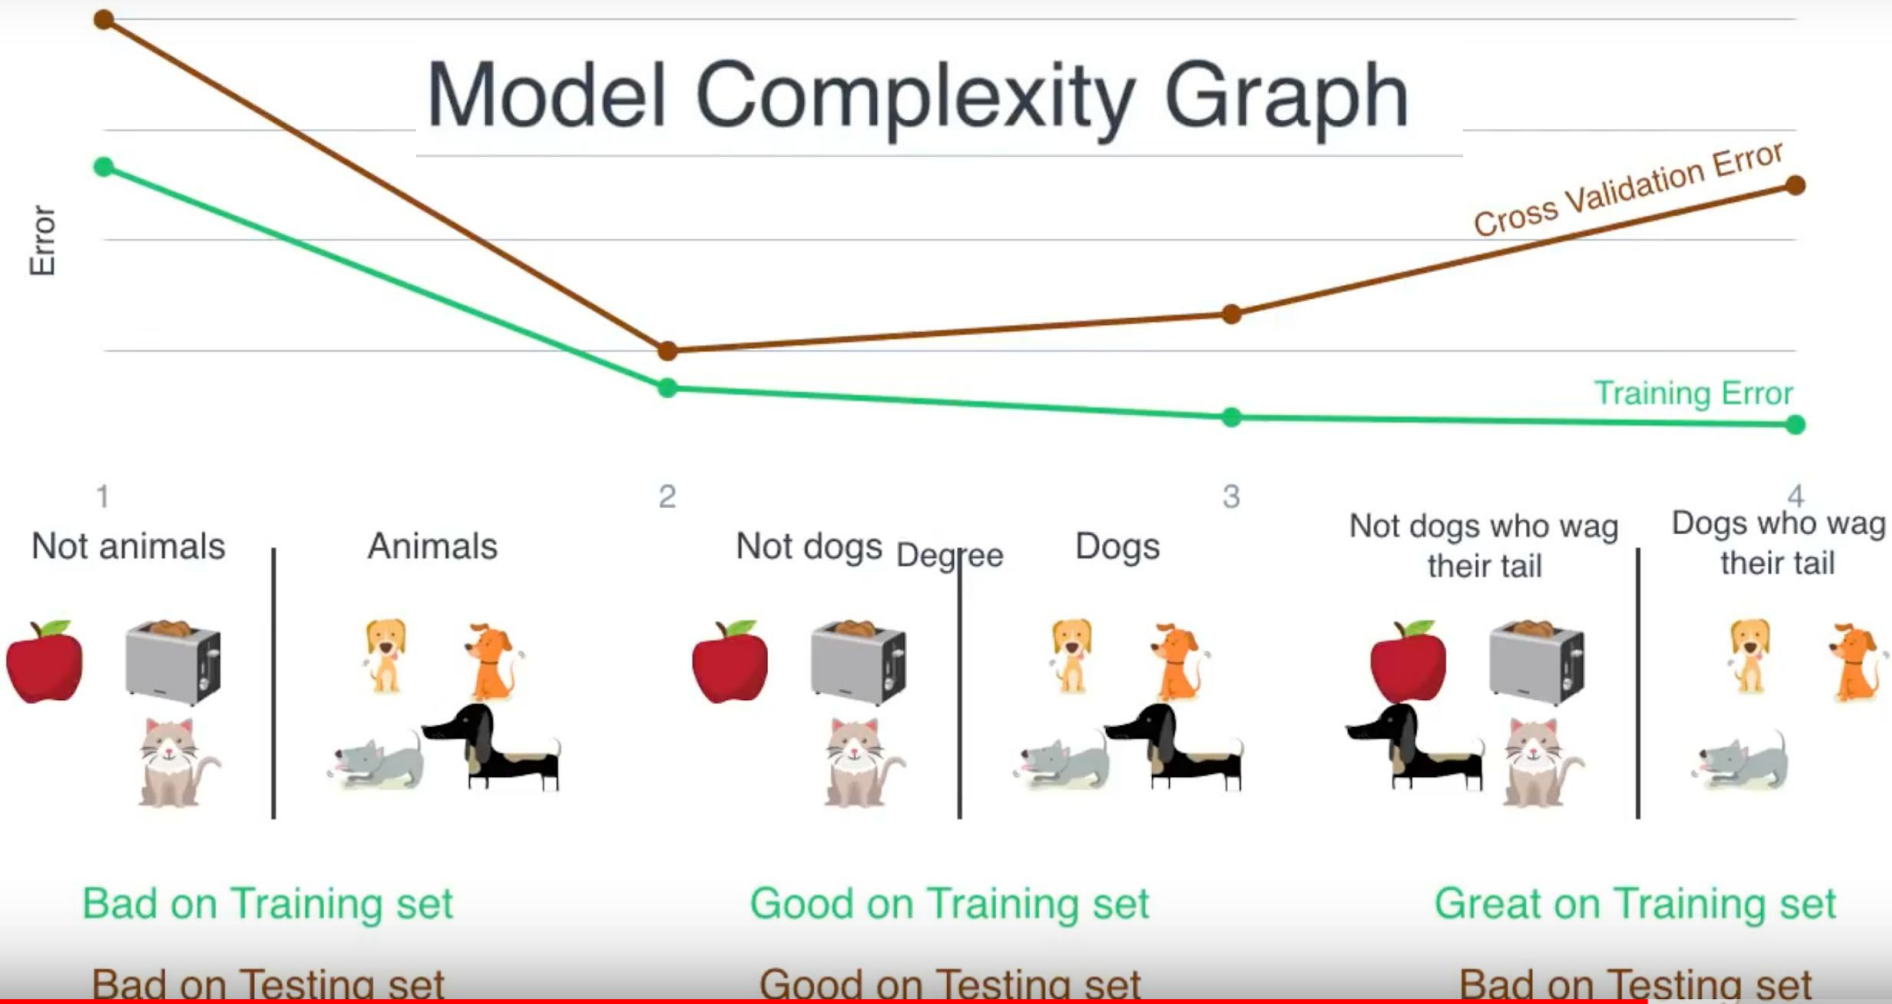 Model Complexity Graph
Error
Cross Validation Error
Training Error
1 2 3 4
Degree
Not animals
Animals
Not dogs
Dogs
Not dogs who wag
their tail
Dogs who wag
their tail
Bad on Training set
Good on Training set
Great on Training set
Bad on Testing set
Good on Testing set
Bad on Testing set